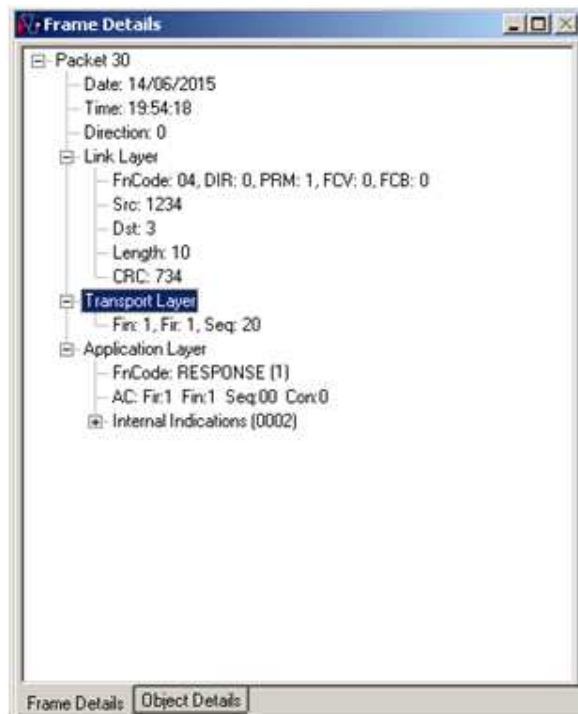 Frame Details
Packet 30
Date: 14/06/2015
Time: 19:54:18
Direction: 0
Link Layer
FnCode: 04, DIR: 0, PRM: 1, FCV: 0, FCB: 0
Src: 1234
Dst: 3
Length: 10
CRC: 734
Transport Layer
Fin: 1, Fir: 1, Seq: 20
Application Layer
FnCode: RESPONSE (1)
AC: Fir:1 Fin:1 Seq:00 Con:0
Internal Indications (0002)
Frame Details Object Details